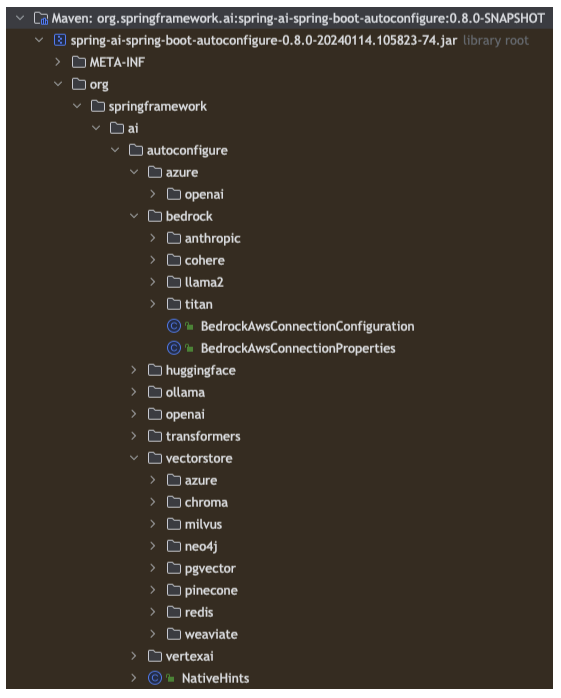 Maven: org.springframework.ai:spring-ai-spring-boot-autoconfigure:0.8.0-SNAPSHOT
spring-ai-spring-boot-autoconfigure-0.8.0-20240114.105823-74.jar library root
META-INF
org
springframework
ai
autoconfigure
azure
openai
bedrock
anthropic
cohere
llama2
titan
BedrockAwsConnectionConfiguration
BedrockAwsConnectionProperties
huggingface
ollama
openai
transformers
vectorstore
azure
chroma
milvus
neo4j
pgvector
pinecone
redis
weaviate
vertexai
NativeHints